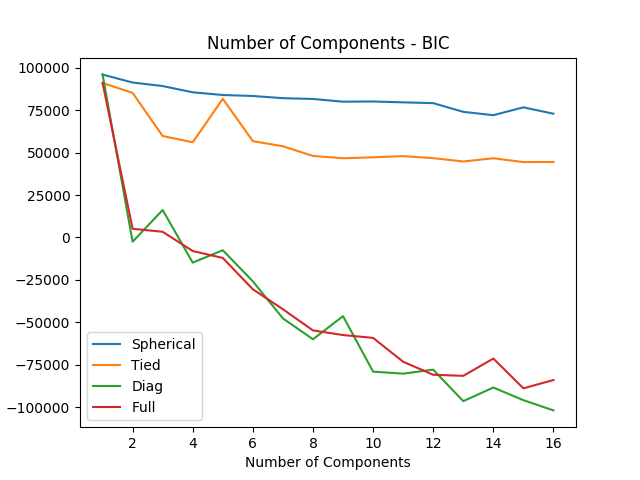 Number of Components - BIC
100000
75000
50000
25000
0
−25000
−50000
−75000
−100000
Spherical
Tied
Diag
Full
2 4 6 8 10 12 14 16
Number of Components